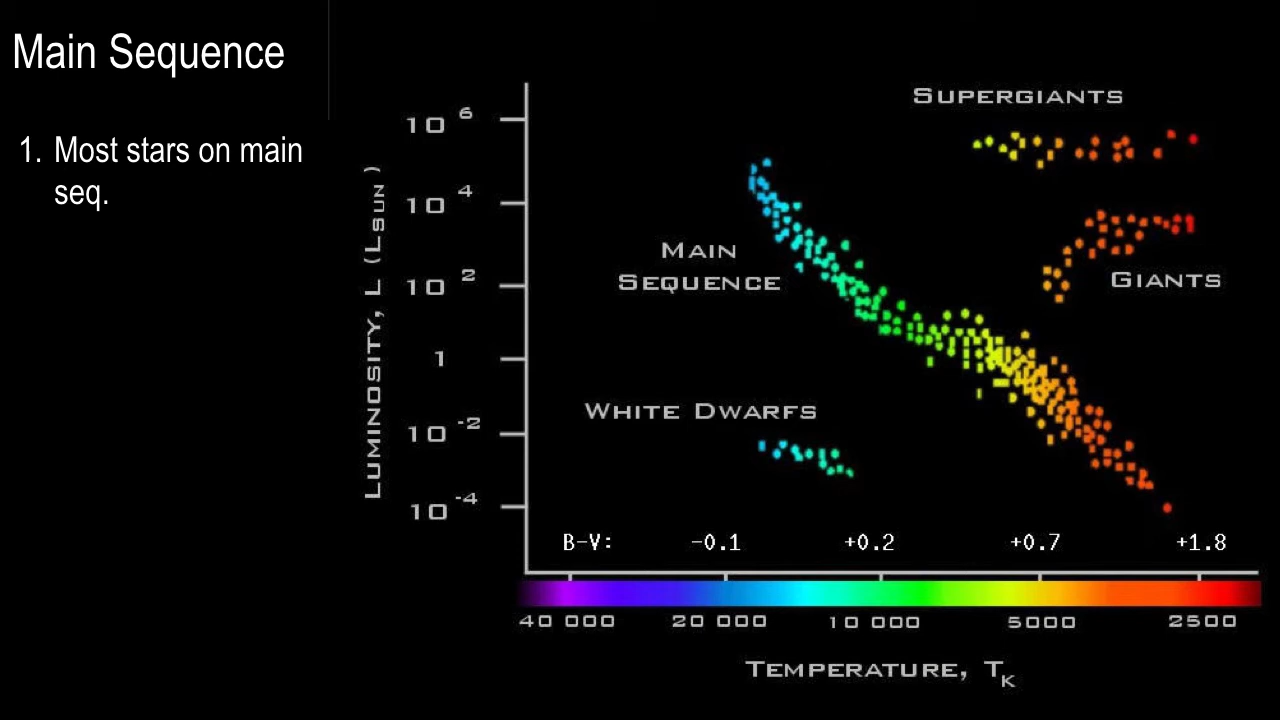 Main Sequence
1. Most stars on main
seq.
SUPERGIANTS
10 6
10 4
MAIN
SEQUENCE
10 2
GIANTS
1
WHITE DWARFS
10 -2
10 -4
LUMINOSITY, L (LSUN)
B-V: -0.1 +0.2 +0.7 +1.8
40 000 20 000 10 000 5000 2500
TEMPERATURE, TK